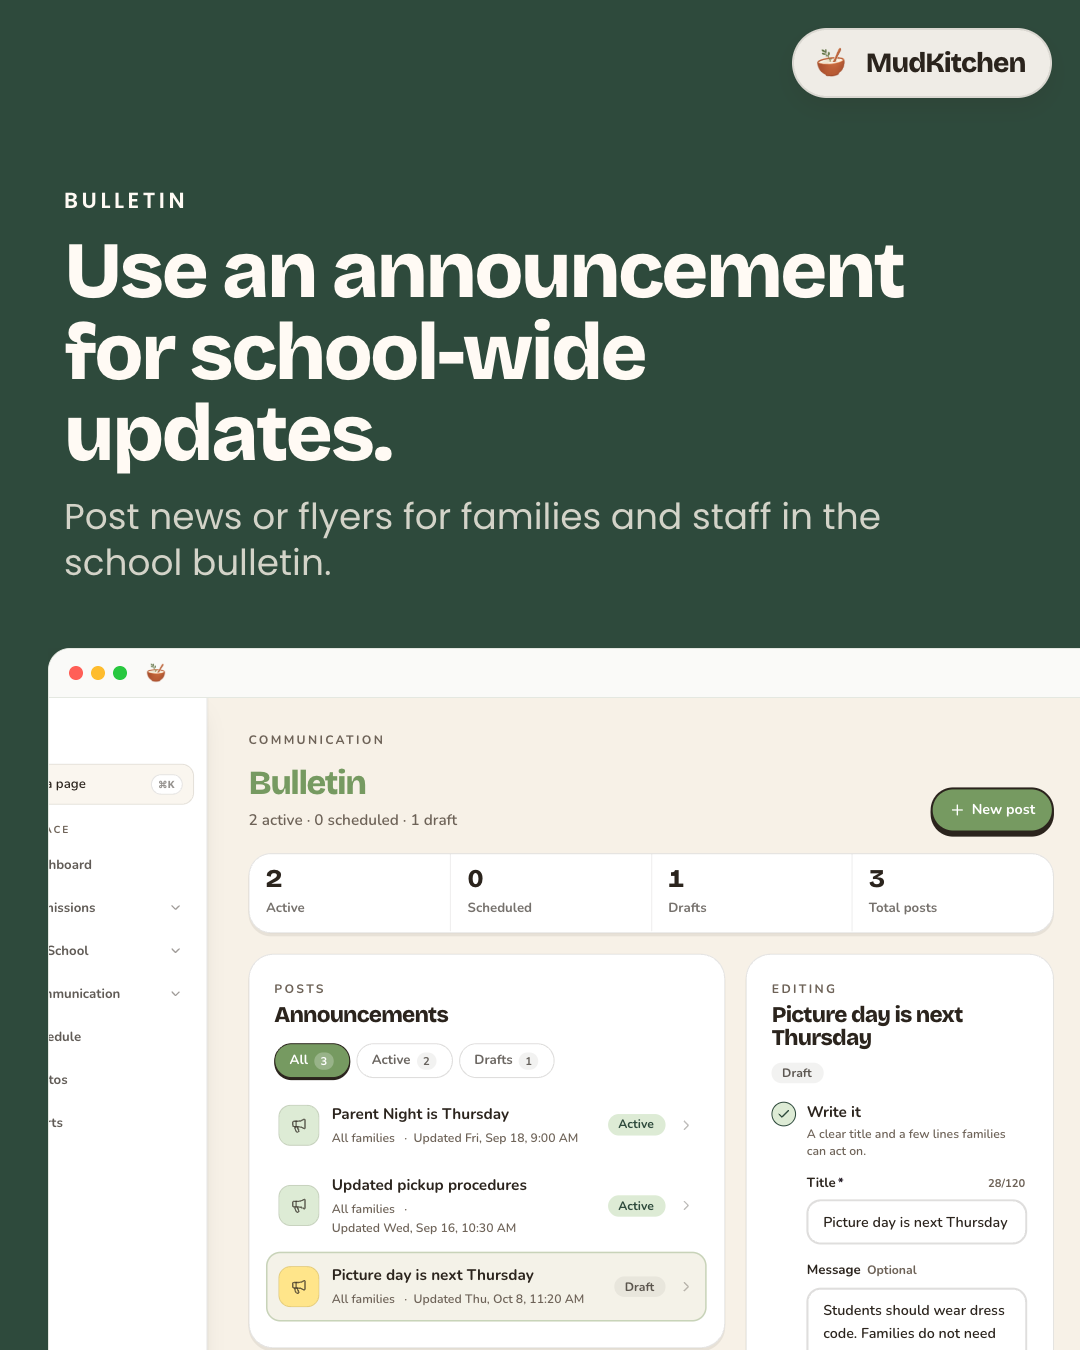 MudKitchen
BULLETIN
Use an announcement
for school-wide
updates.
Post news or flyers for families and staff in the
school bulletin.
a page
⌘K
ACE
hboard
nissions
School
nmunication
edule
tos
rts
COMMUNICATION
Bulletin
2 active · 0 scheduled · 1 draft
+ New post
2
Active
0
Scheduled
1
Drafts
3
Total posts
POSTS
Announcements
All 3
Active 2
Drafts 1
Parent Night is Thursday
All families · Updated Fri, Sep 18, 9:00 AM
Active
Updated pickup procedures
All families ·
Updated Wed, Sep 16, 10:30 AM
Active
Picture day is next Thursday
All families · Updated Thu, Oct 8, 11:20 AM
Draft
EDITING
Picture day is next
Thursday
Draft
Write it
A clear title and a few lines families
can act on.
Title*
28/120
Picture day is next Thursday
Message Optional
Students should wear dress
code. Families do not need